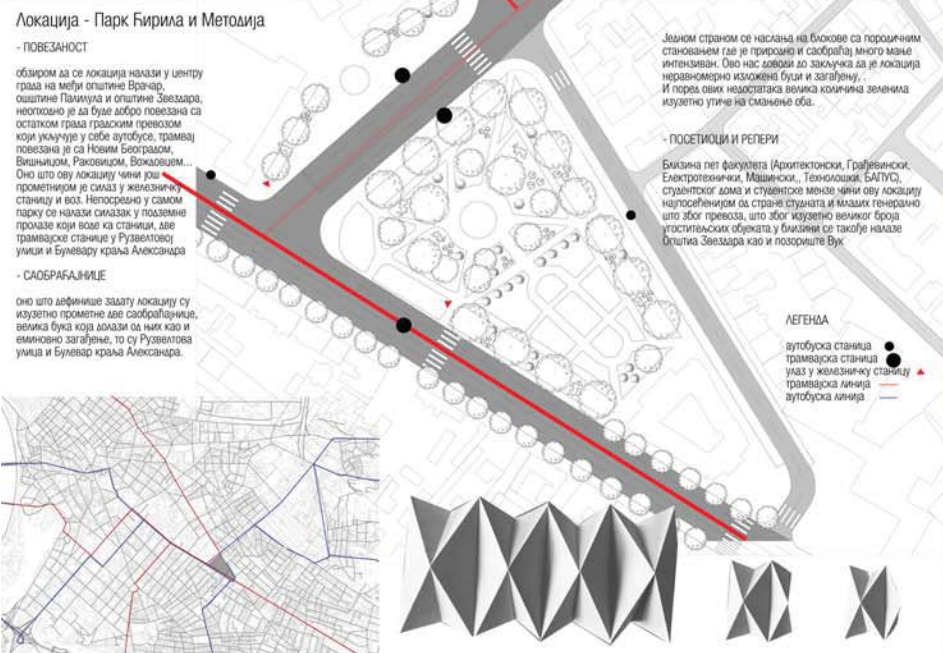 Локација - Парк Ћирила и Методија
- ПОВЕЗАНОСТ
обзиром да се локација налази у центру
града на међи општине Врачар,
ошштине Палилула и општине Звездара,
неопходно је да буде добро повезана са
остатком града градским превозом
који укључује у себе аутобусе, трамвај
повезана је са Новим Београдом,
Вишњицом, Раковицом, Вождовцем...
Оно што ову локацију чини још
прометнијом је силаз у железничку
станицу и воз. Непосредно у самом
парку се налази силазак у подземне
пролазе који воде ка станици, две
трамвајске станице у Рузвелтовој
улици и Булевару краља Александра
- САОБРАЋАЈНИЦЕ
оно што дефинише задату локацију су
изузетно прометне две саобраћајнице,
велика бука која долази од њих као и
еминовно загађење, то су Рузвелтова
улица и Булевар краља Александра.
Једном страном се наслања на блокове са породичним
становањем где је природно и саобраћај много мање
интензиван. Ово нас доводи до закључка да је локација
неравномерно изложена буци и загађењу, .
И поред ових недостатака велика количина зеленила
изузетно утиче на смањење оба.
- ПОСЕТИОЦИ И РЕПЕРИ
Близина пет факултета (Архитектонски, Грађевински,
Електротехнички, Машински,, Технолошки, БАПУС),
студентског дома и студентске мензе чини ову локацију
најпосећенијом од стране студната и младих генерално
што због превоза, што због изузетно великог броја
угоститељских објеката.у близини се такође налазе
Општиа Звездара као и позориште Вук
ЛЕГЕНДА
аутобуска станица
трамвајска станица
улаз у железничку станицу
трамвајска линија
аутобуска линија